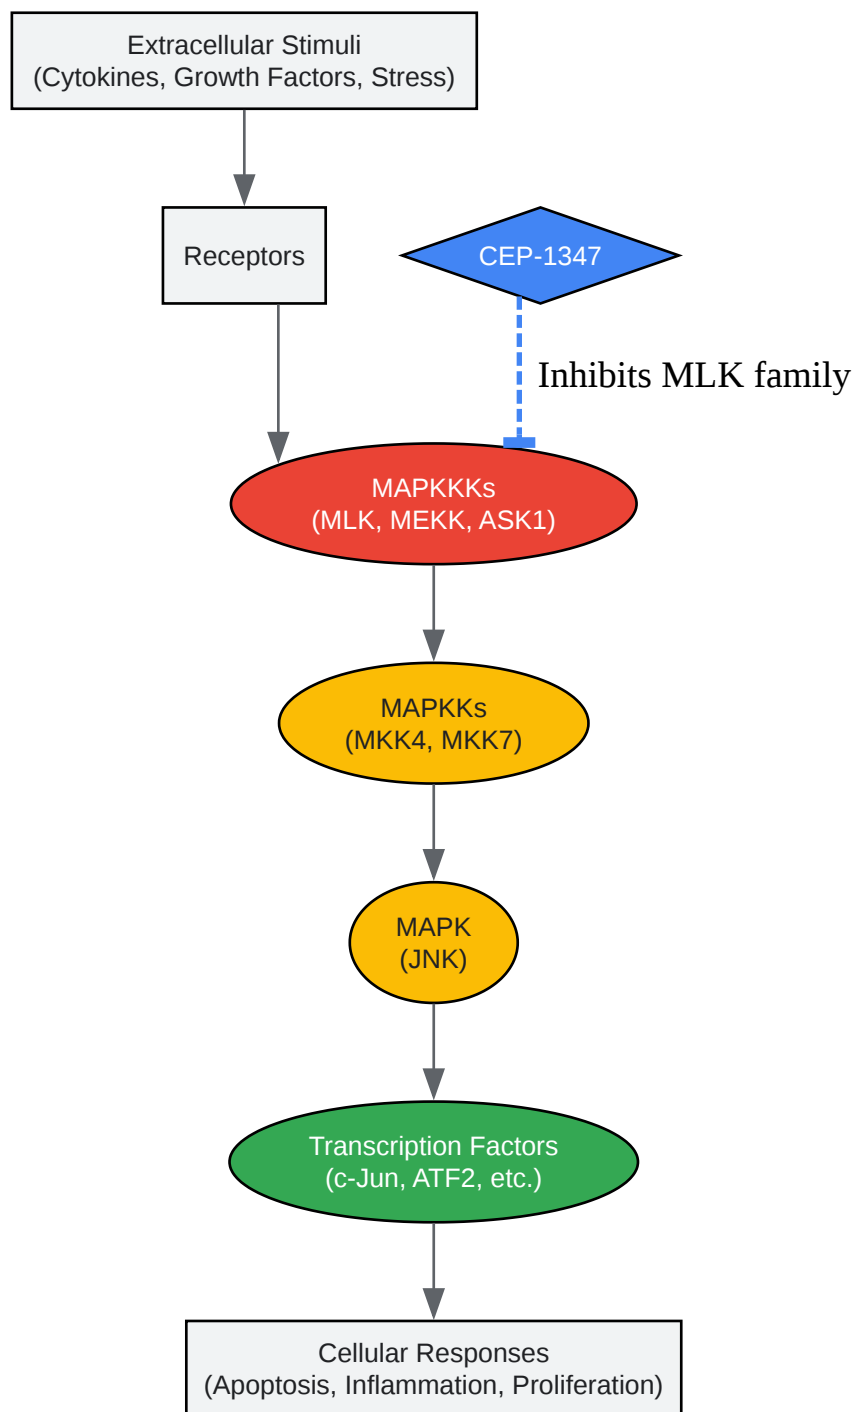 Extracellular Stimuli
(Cytokines, Growth Factors, Stress)
Receptors
CEP-1347
Inhibits MLK family
MAPKKKs
(MLK, MEKK, ASK1)
MAPKKs
(MKK4, MKK7)
MAPK
(JNK)
Transcription Factors
(c-Jun, ATF2, etc.)
Cellular Responses
(Apoptosis, Inflammation, Proliferation)